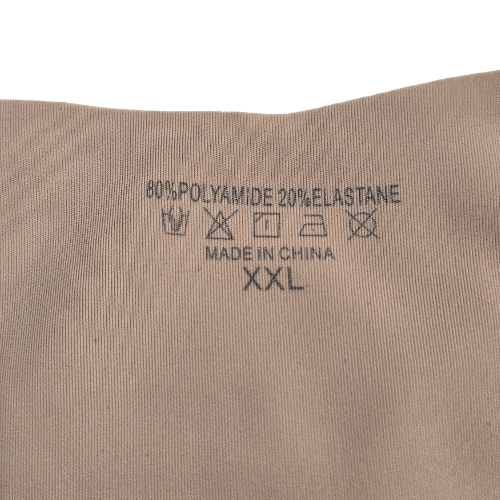 80%POLYAMIDE 20%ELASTANE
MADE IN CHINA
XXL